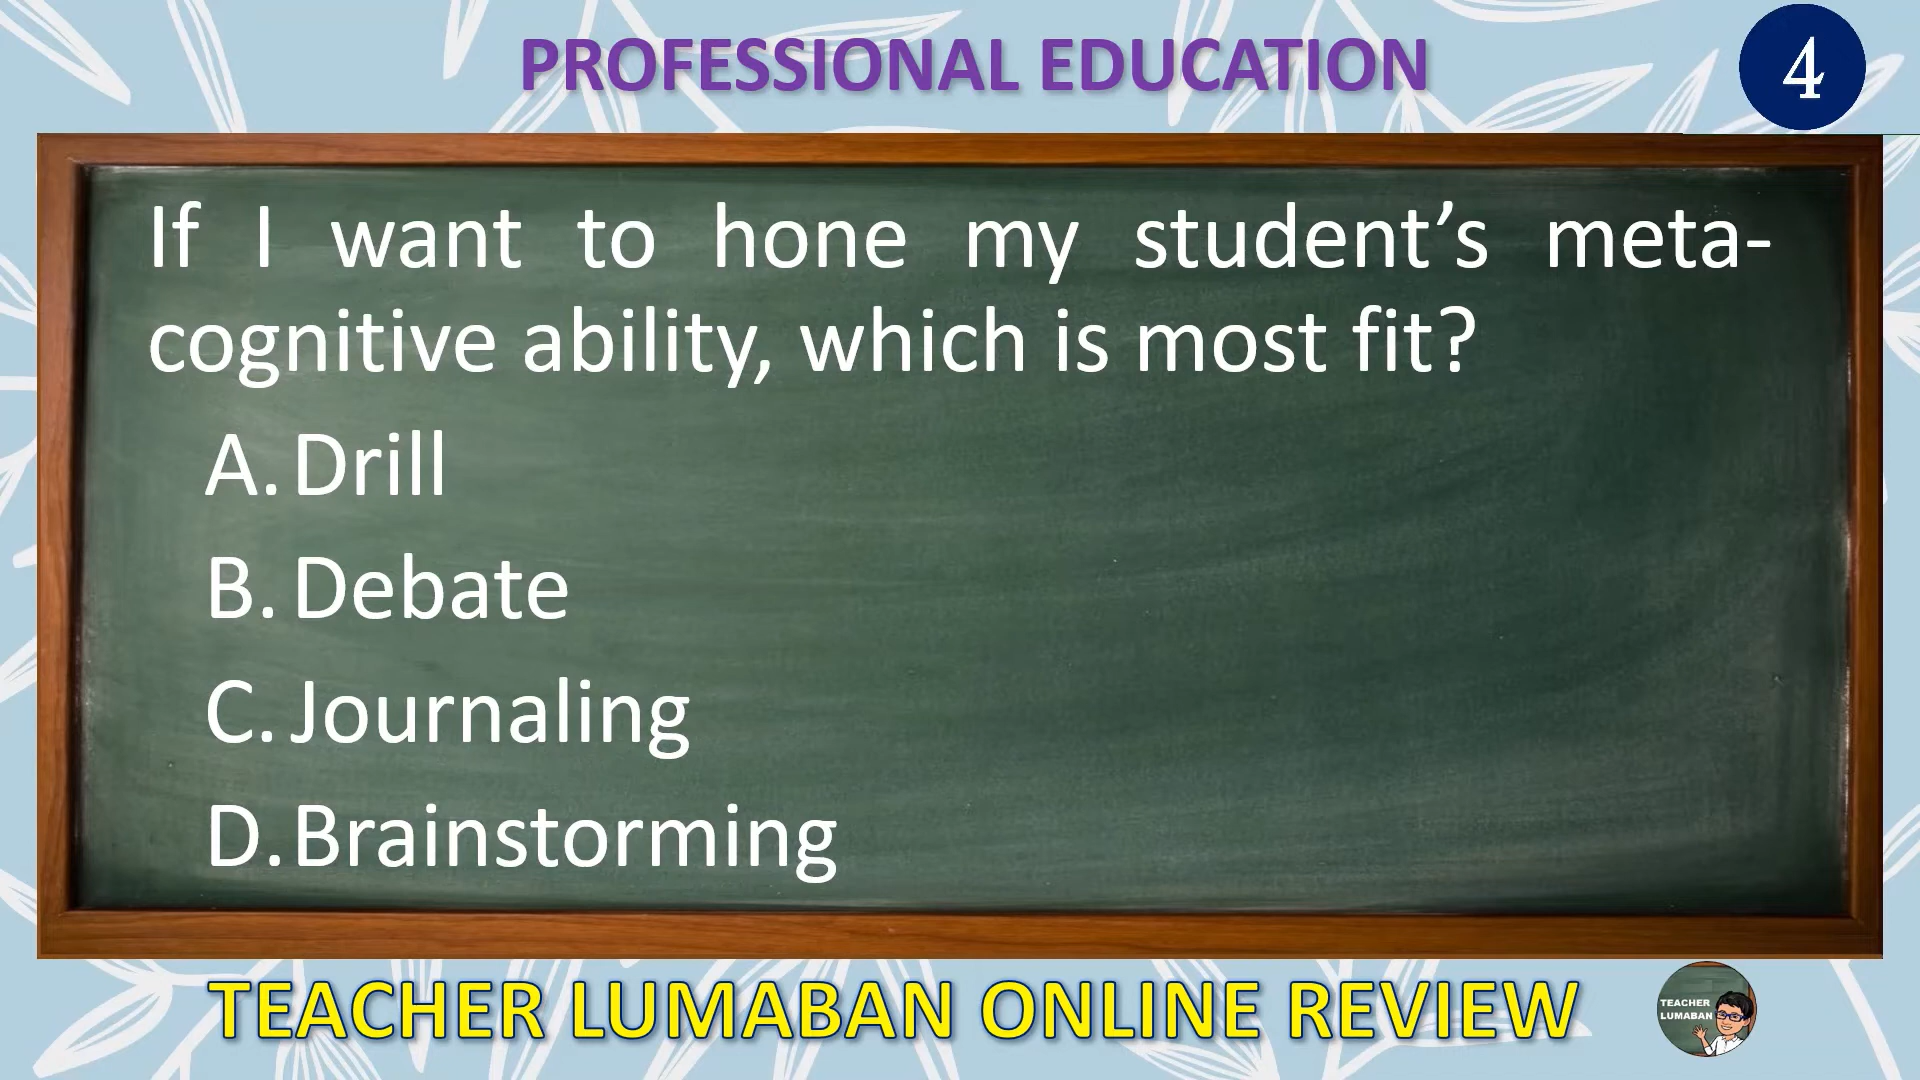 PROFESSIONAL EDUCATION
4
If I want to hone my student’s meta-
cognitive ability, which is most fit?
A. Drill
B. Debate
C. Journaling
D. Brainstorming
TEACHER LUMABAN ONLINE REVIEW
TEACHER
LUMABAN